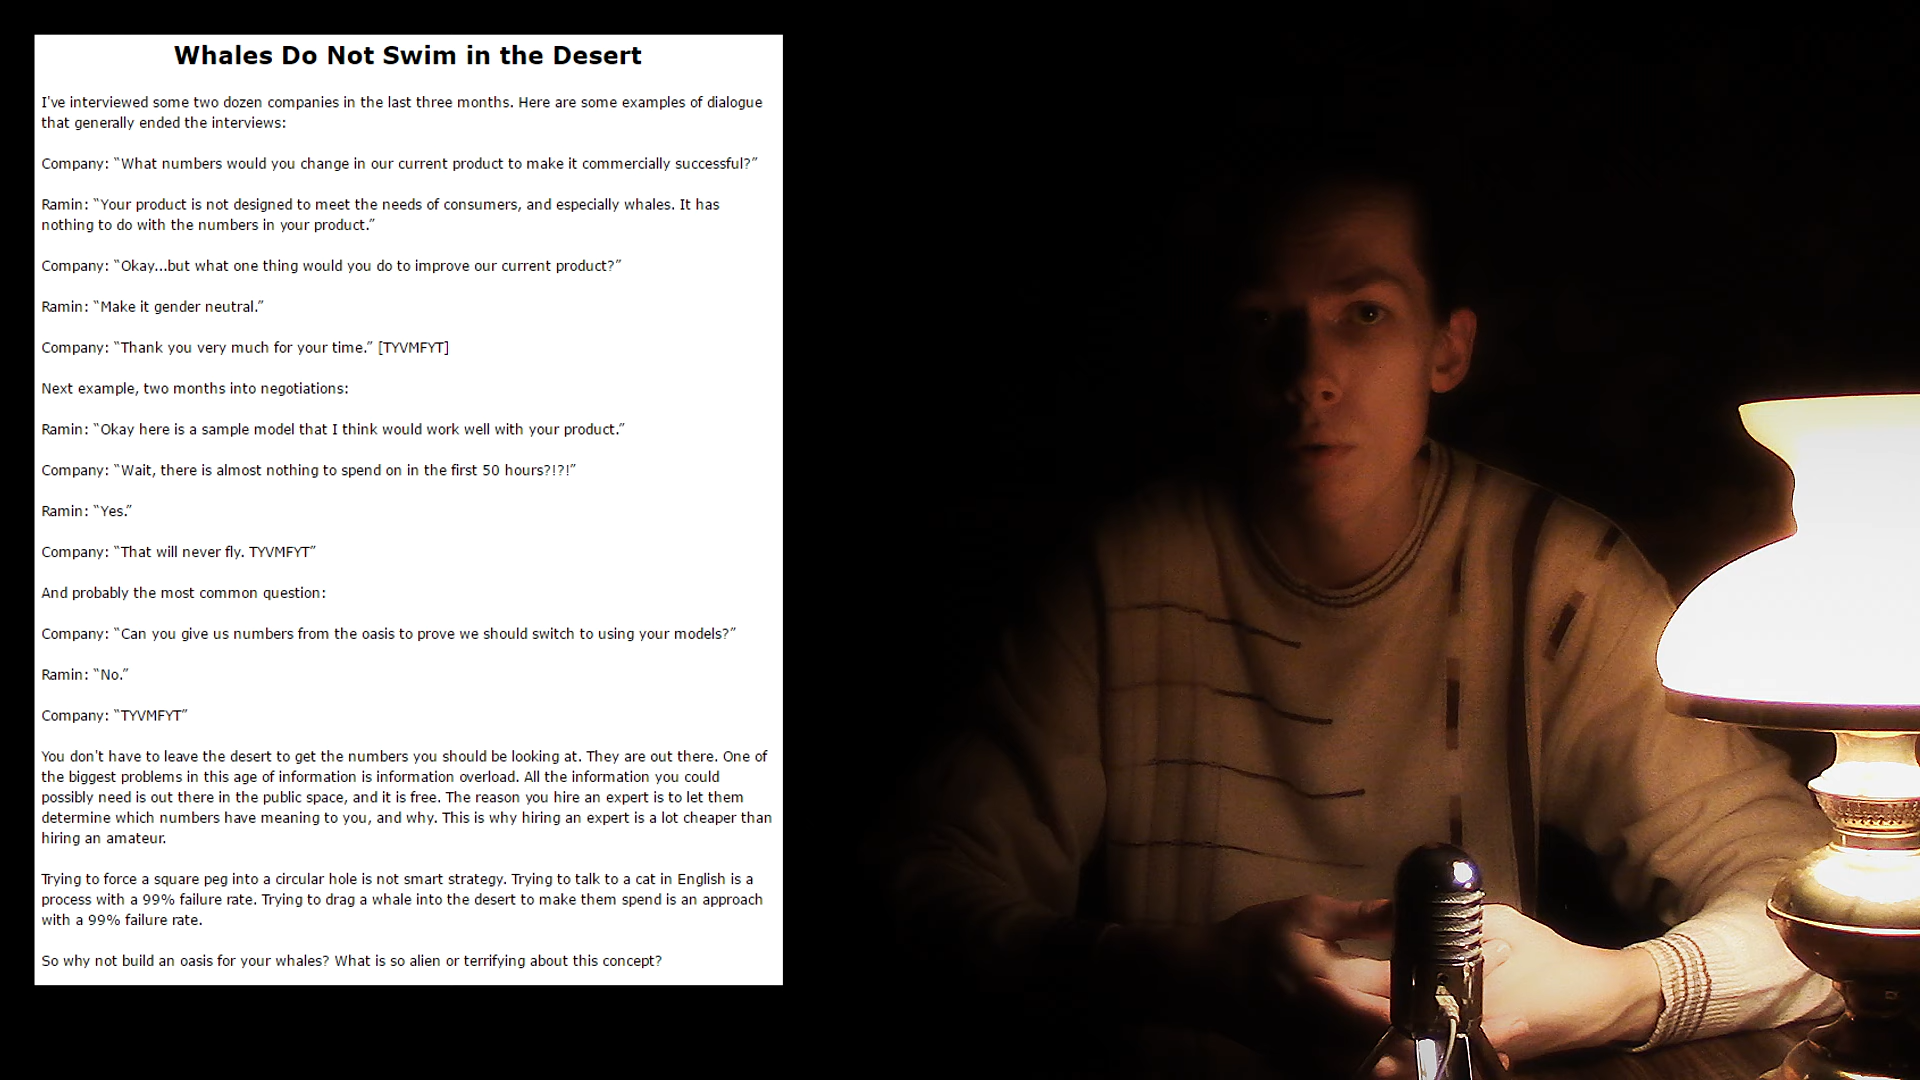 Whales Do Not Swim in the Desert
I've interviewed some two dozen companies in the last three months. Here are some examples of dialogue
that generally ended the interviews:
Company: “What numbers would you change in our current product to make it commercially successful?”
Ramin: “Your product is not designed to meet the needs of consumers, and especially whales. It has
nothing to do with the numbers in your product.”
Company: “Okay...but what one thing would you do to improve our current product?”
Ramin: “Make it gender neutral.”
Company: “Thank you very much for your time.” [TYVMFYT]
Next example, two months into negotiations:
Ramin: “Okay here is a sample model that I think would work well with your product.”
Company: “Wait, there is almost nothing to spend on in the first 50 hours?!?!”
Ramin: “Yes.”
Company: “That will never fly. TYVMFYT”
And probably the most common question:
Company: “Can you give us numbers from the oasis to prove we should switch to using your models?”
Ramin: “No.”
Company: “TYVMFYT”
You don't have to leave the desert to get the numbers you should be looking at. They are out there. One of
the biggest problems in this age of information is information overload. All the information you could
possibly need is out there in the public space, and it is free. The reason you hire an expert is to let them
determine which numbers have meaning to you, and why. This is why hiring an expert is a lot cheaper than
hiring an amateur.
Trying to force a square peg into a circular hole is not smart strategy. Trying to talk to a cat in English is a
process with a 99% failure rate. Trying to drag a whale into the desert to make them spend is an approach
with a 99% failure rate.
So why not build an oasis for your whales? What is so alien or terrifying about this concept?